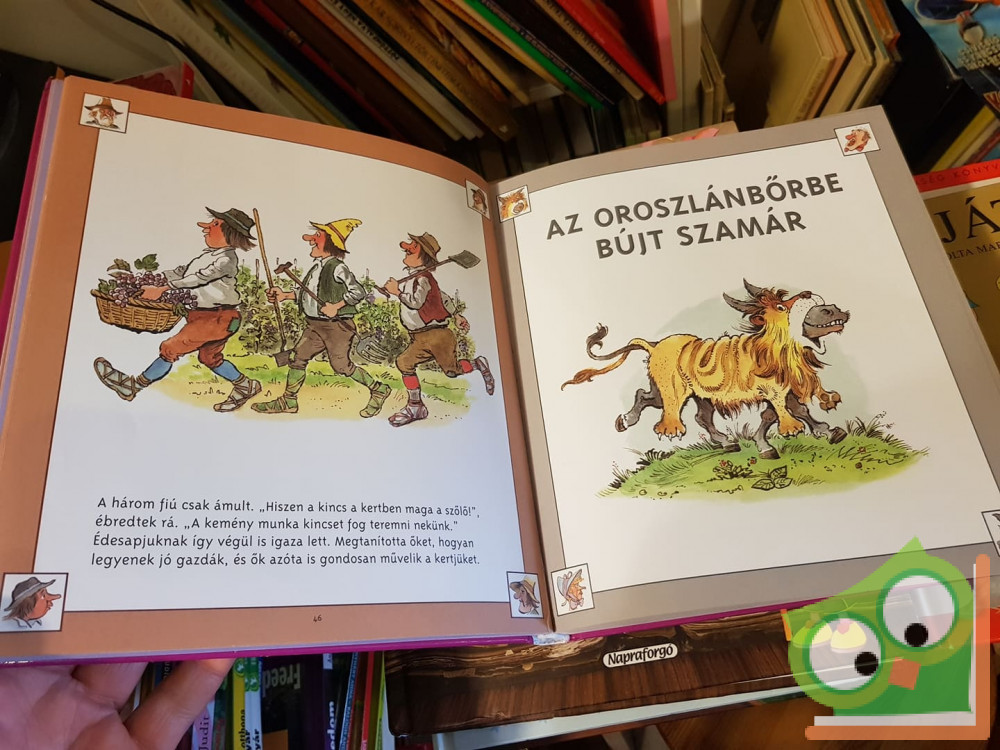 A három fiú csak ámult. „Hiszen a kincs a kertben maga a szőlő!”,
ébredtek rá. „A kemény munka kincset fog teremni nekünk.”
Édesapjuknak így végül is igaza lett. Megtanította őket, hogyan
legyenek jó gazdák, és ők azóta is gondosan művelik a kertjüket.
46
AZ OROSZLÁNBŐRBE
BÚJT SZAMÁR
Napraforgó
JÁT
Judit